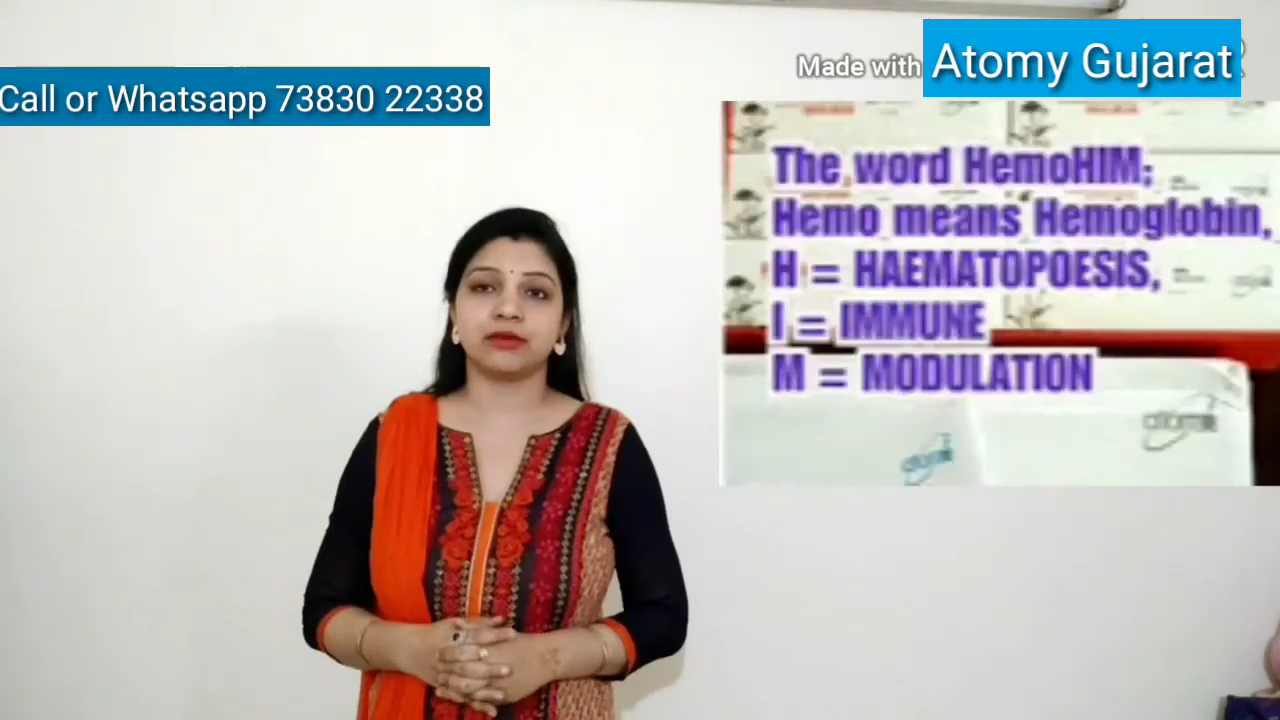 Call or Whatsapp 73830 22338
Made with
Atomy Gujarat
The word HemoHIM;
Hemo means Hemoglobin,
H = HAEMATOPOESIS,
I = IMMUNE
M = MODULATION